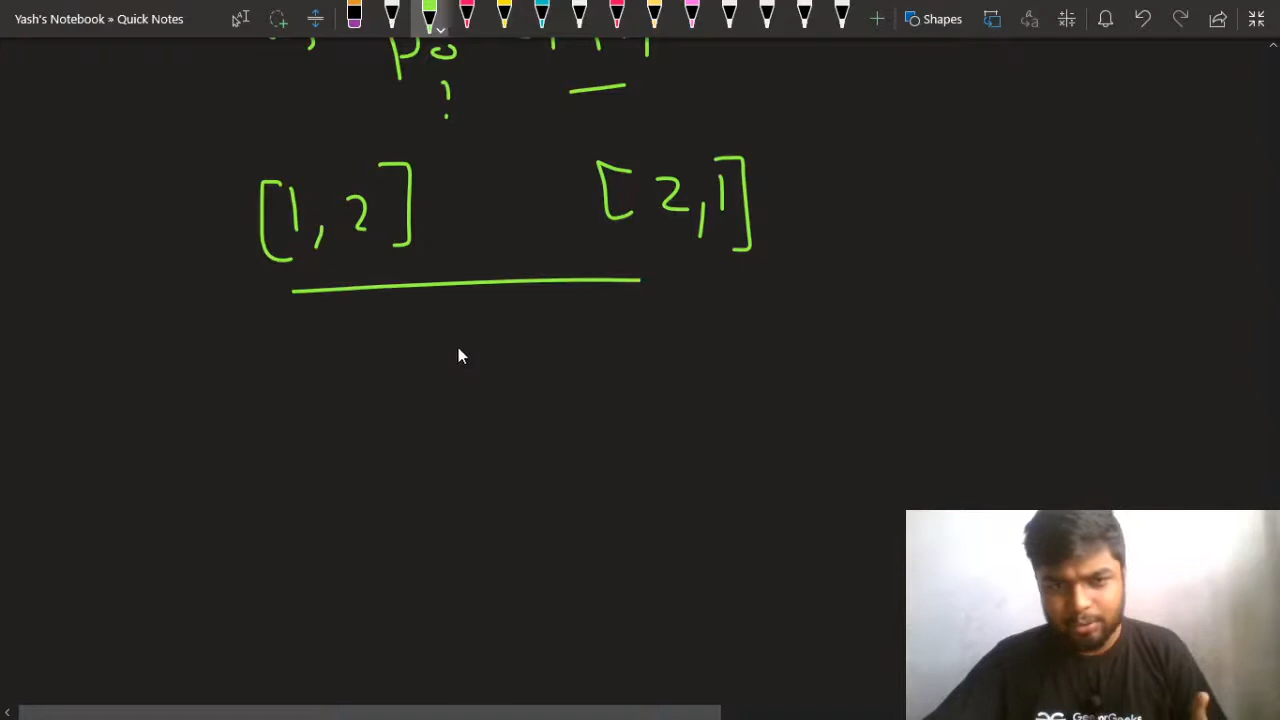 Yash's Notebook » Quick Notes
Shapes
[1, 2] [2, 1]